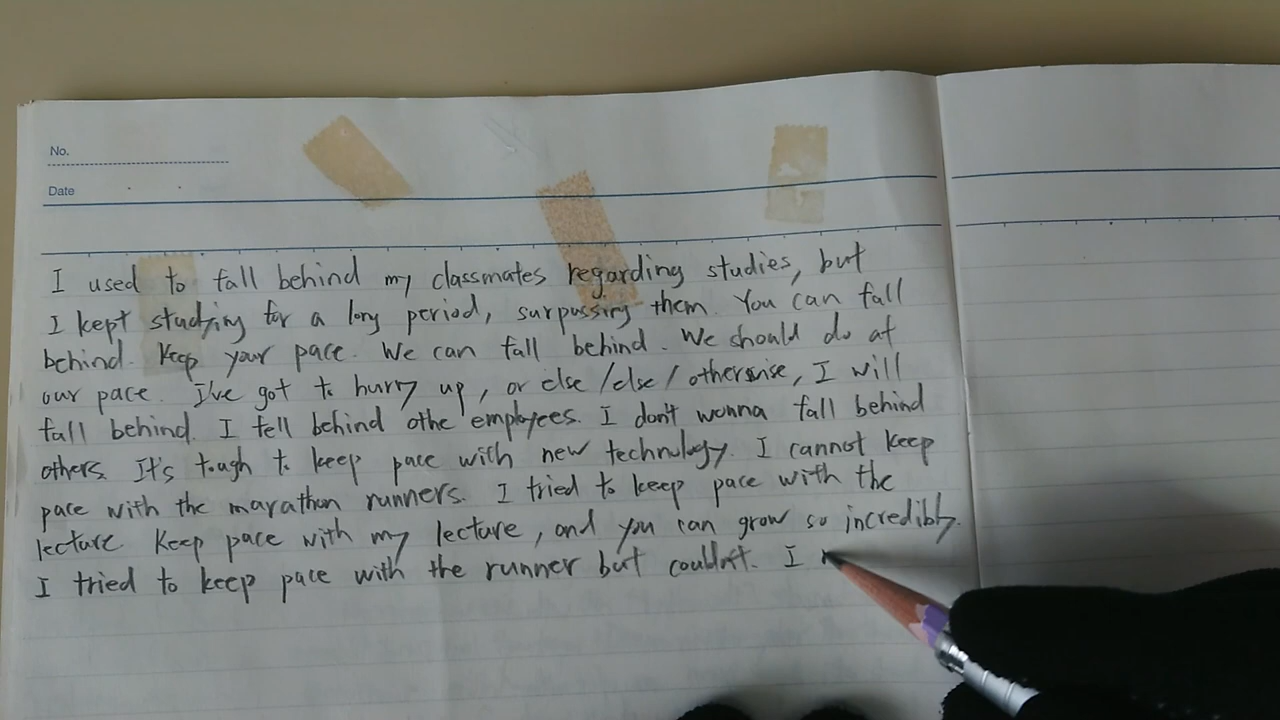 No.
Date
I used to fall behind my classmates regarding studies, but
I kept studying for a long period, surpassing them. You can fall
behind. Keep your pace. We can fall behind. We should do at
our pace. I've got to hurry up, or else /else/ otherwise, I will
fall behind. I fell behind othe employees. I don't wanna fall behind
others. It's tough to keep pace with new technology. I cannot keep
pace with the marathon runners. I tried to keep pace with the
lecture. Keep pace with my lecture, and you can grow so incredibly.
I tried to keep pace with the runner but couldn't. I